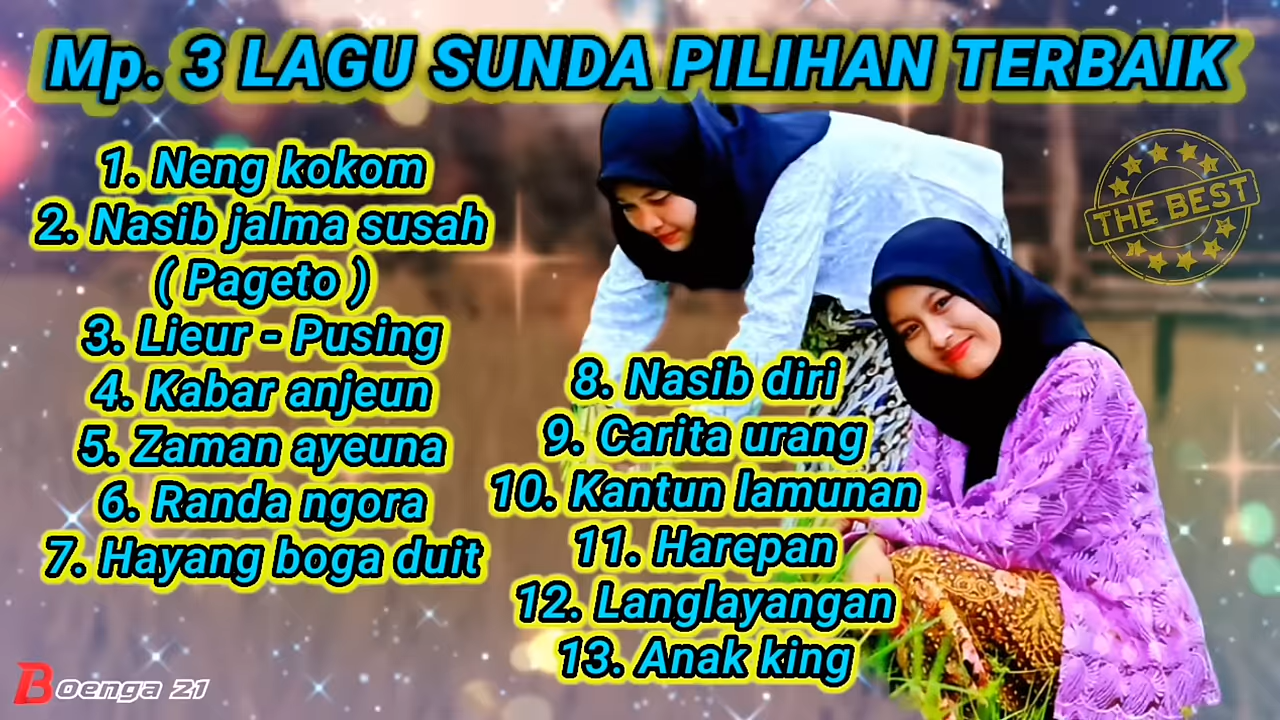 Mp. 3 LAGU SUNDA PILIHAN TERBAIK
1. Neng kokom
2. Nasib jalma susah
( Pageto )
3. Lieur - Pusing
4. Kabar anjeun
5. Zaman ayeuna
6. Randa ngora
7. Hayang boga duit
8. Nasib diri
9. Carita urang
10. Kantun lamunan
11. Harepan
12. Langlayangan
13. Anak king
THE BEST
Boenga 21